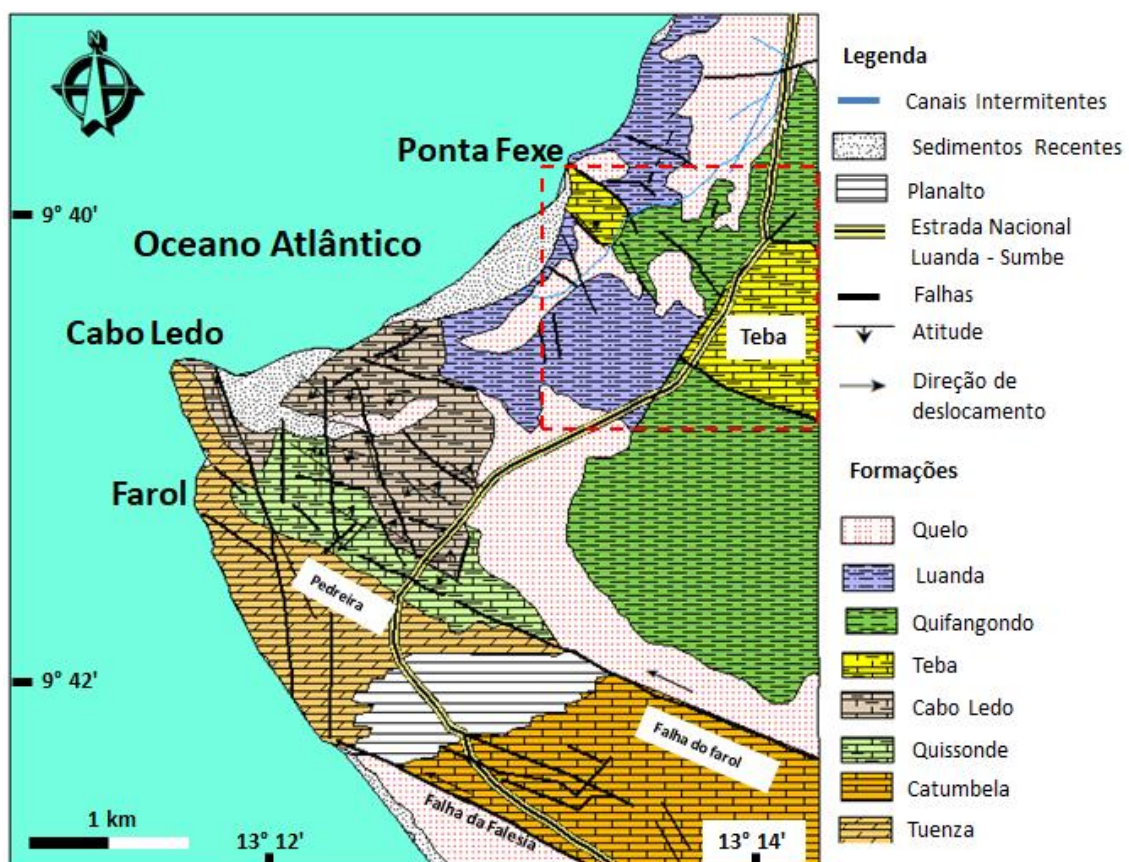 N
Ponta Fexe
9° 40'
Oceano Atlântico
Cabo Ledo
Teba
Farol
Pedreira
9° 42'
Falha do farol
Falha da Falesia
1 km
13° 12'
13° 14'
Legenda
Canais Intermitentes
Sedimentos Recentes
Planalto
Estrada Nacional
Luanda - Sumbe
Falhas
Atitude
Direção de
deslocamento
Formações
Quelo
Luanda
Quifangondo
Teba
Cabo Ledo
Quissonde
Catumbela
Tuenza